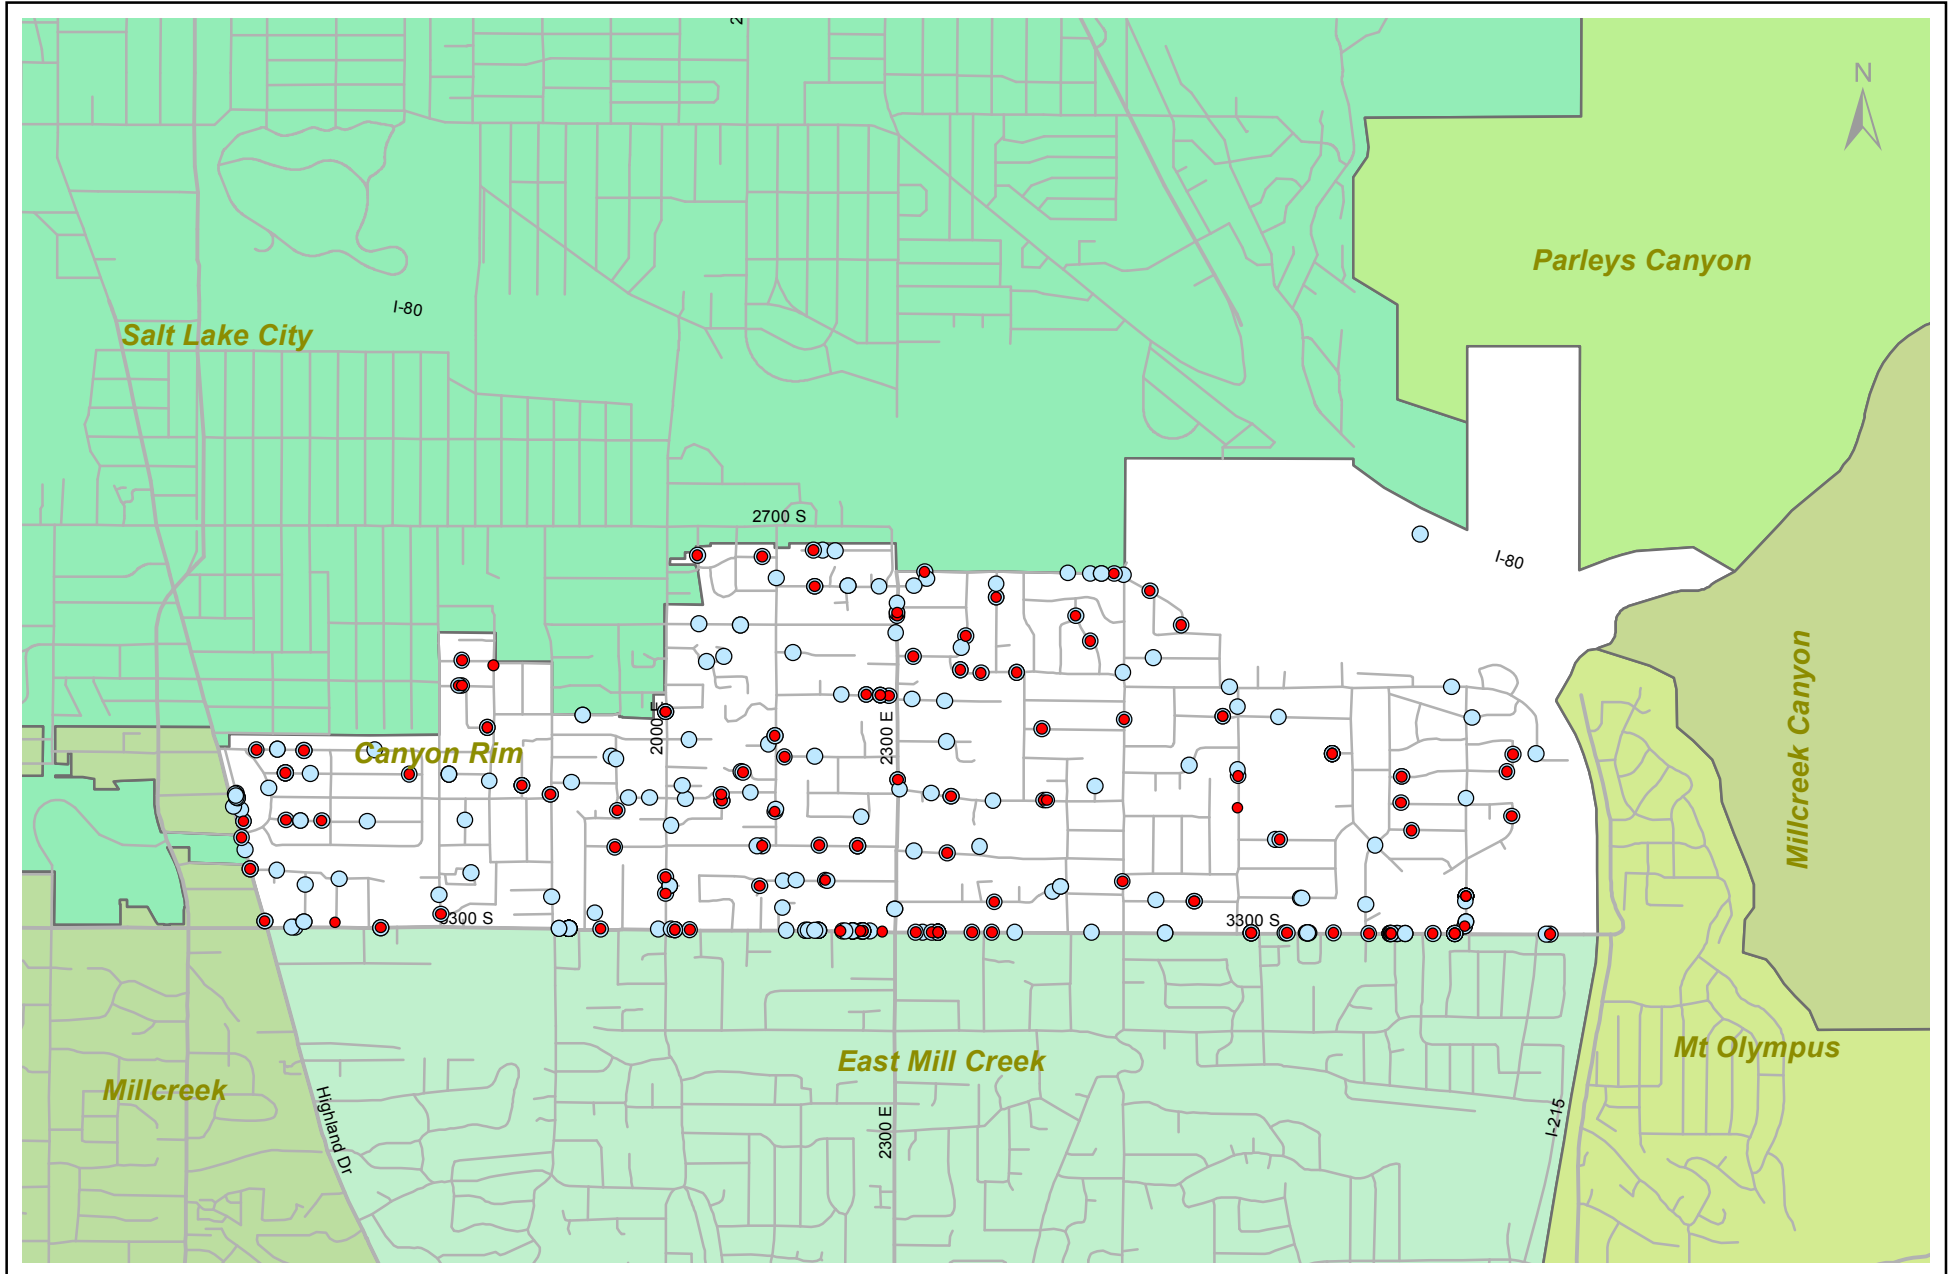 N
Parleys Canyon
I-80
Salt Lake City
2700 S
I-80
2000 E
2300 E
Canyon Rim
Millcreek Canyon
3300 S
3300 S
East Mill Creek
Mt Olympus
Millcreek
Highland Dr
2300 E
I-215